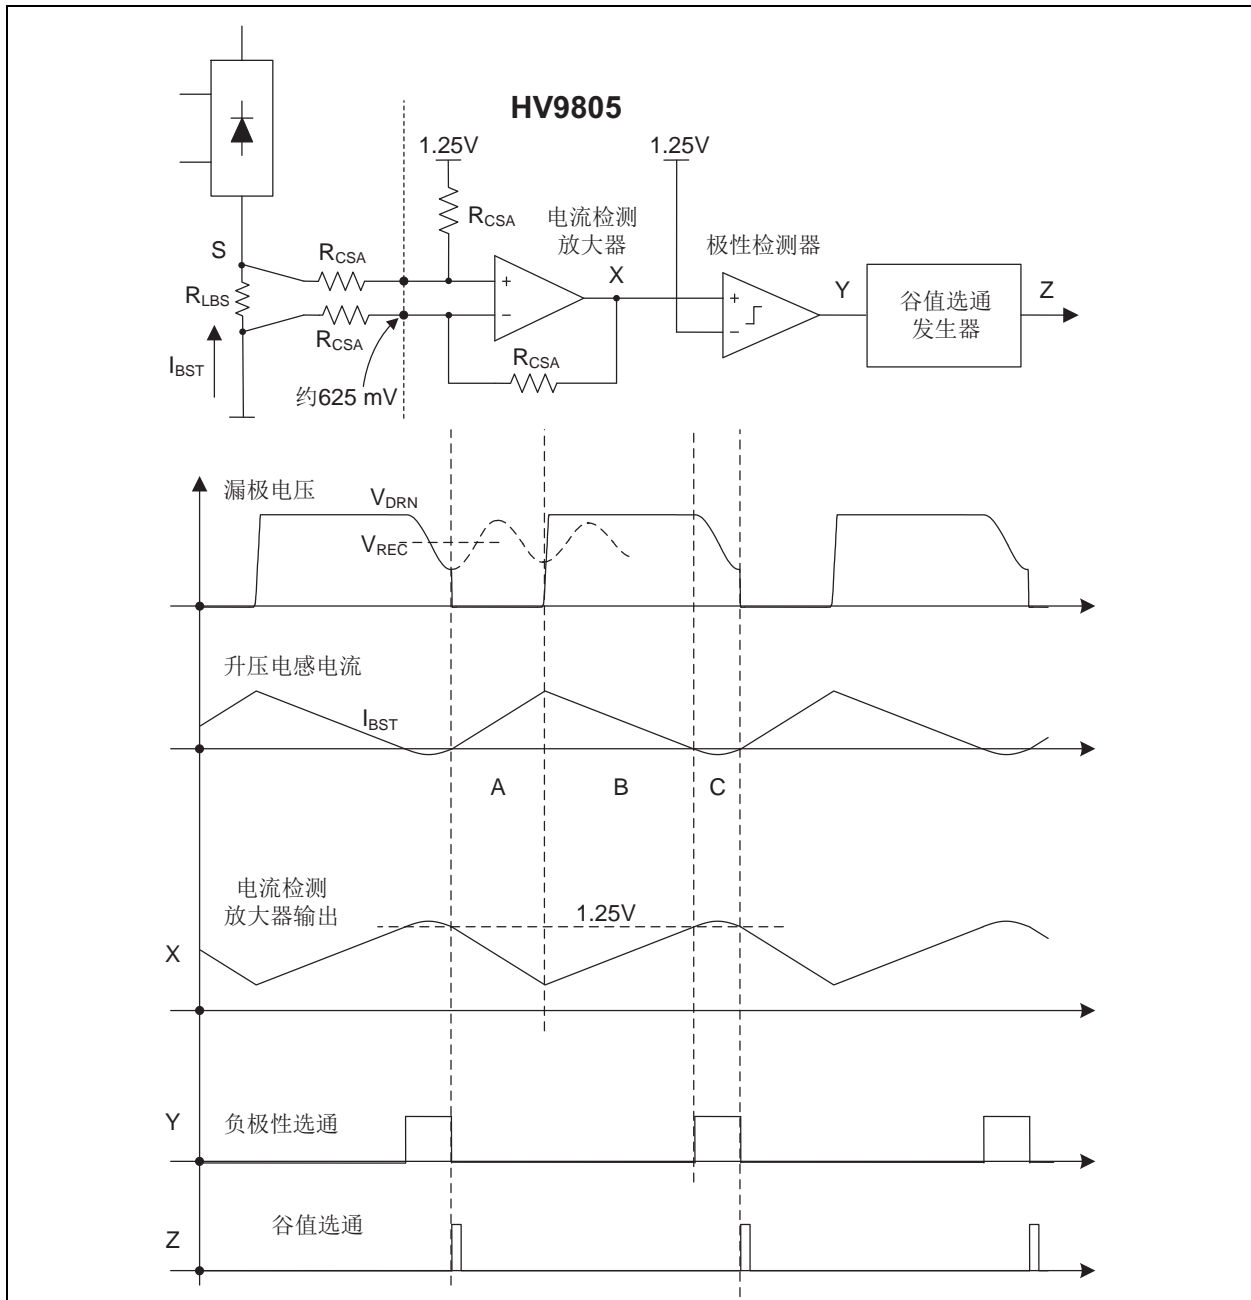 HV9805
1.25V
1.25V
RCSA
电流检测
放大器
极性检测器
S
RCSA
X
RLBS
Y
谷值选通
发生器
Z
RCSA
RCSA
IBST
约625 mV
漏极电压
VDRN
VREC
升压电感电流
IBST
A
B
C
电流检测
放大器输出
1.25V
X
Y
负极性选通
谷值选通
Z